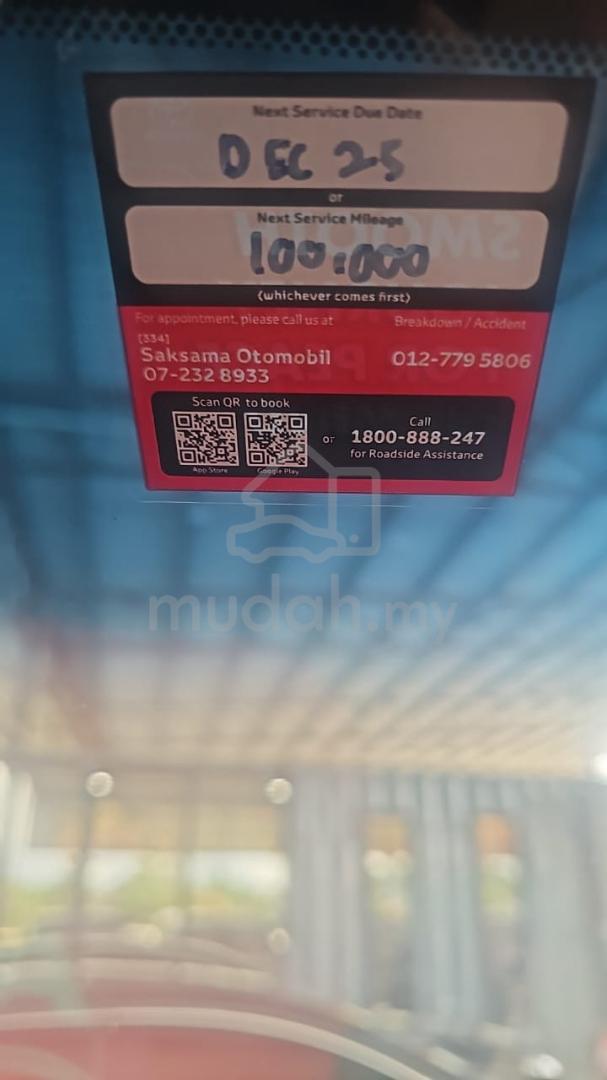 Next Service Due Date
DEC 25
or
Next Service Mileage
100.000
(whichever comes first)
For appointment, please call us at
Breakdown / Accident
[334]
Saksama Otomobil
012-779 5806
07-232 8933
Scan QR to book
App Store
Google Play
or
Call
1800-888-247
for Roadside Assistance
mudah.my